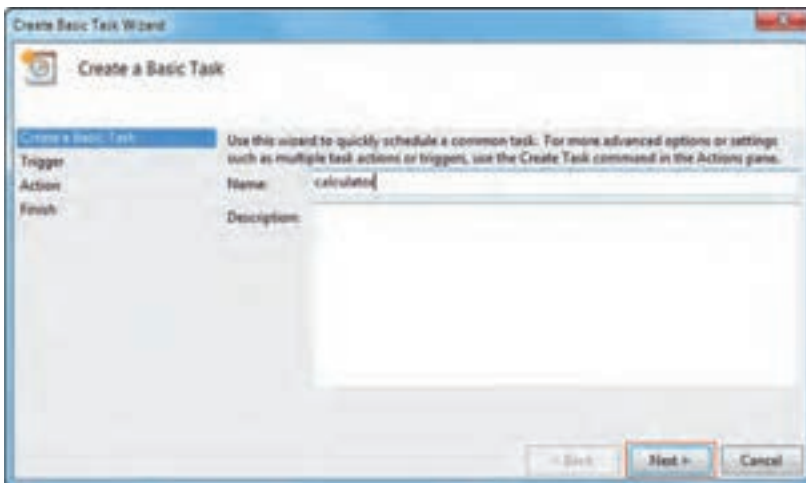 Create Basic Task Wizard
Create a Basic Task
Create a Basic Task
Use this wizard to quickly schedule a common task. For more advanced options or settings
such as multiple task actions or triggers, use the Create Task command in the Actions pane.
Trigger
Action
Finish
Name: calculator
Description:
< Back
Next >
Cancel